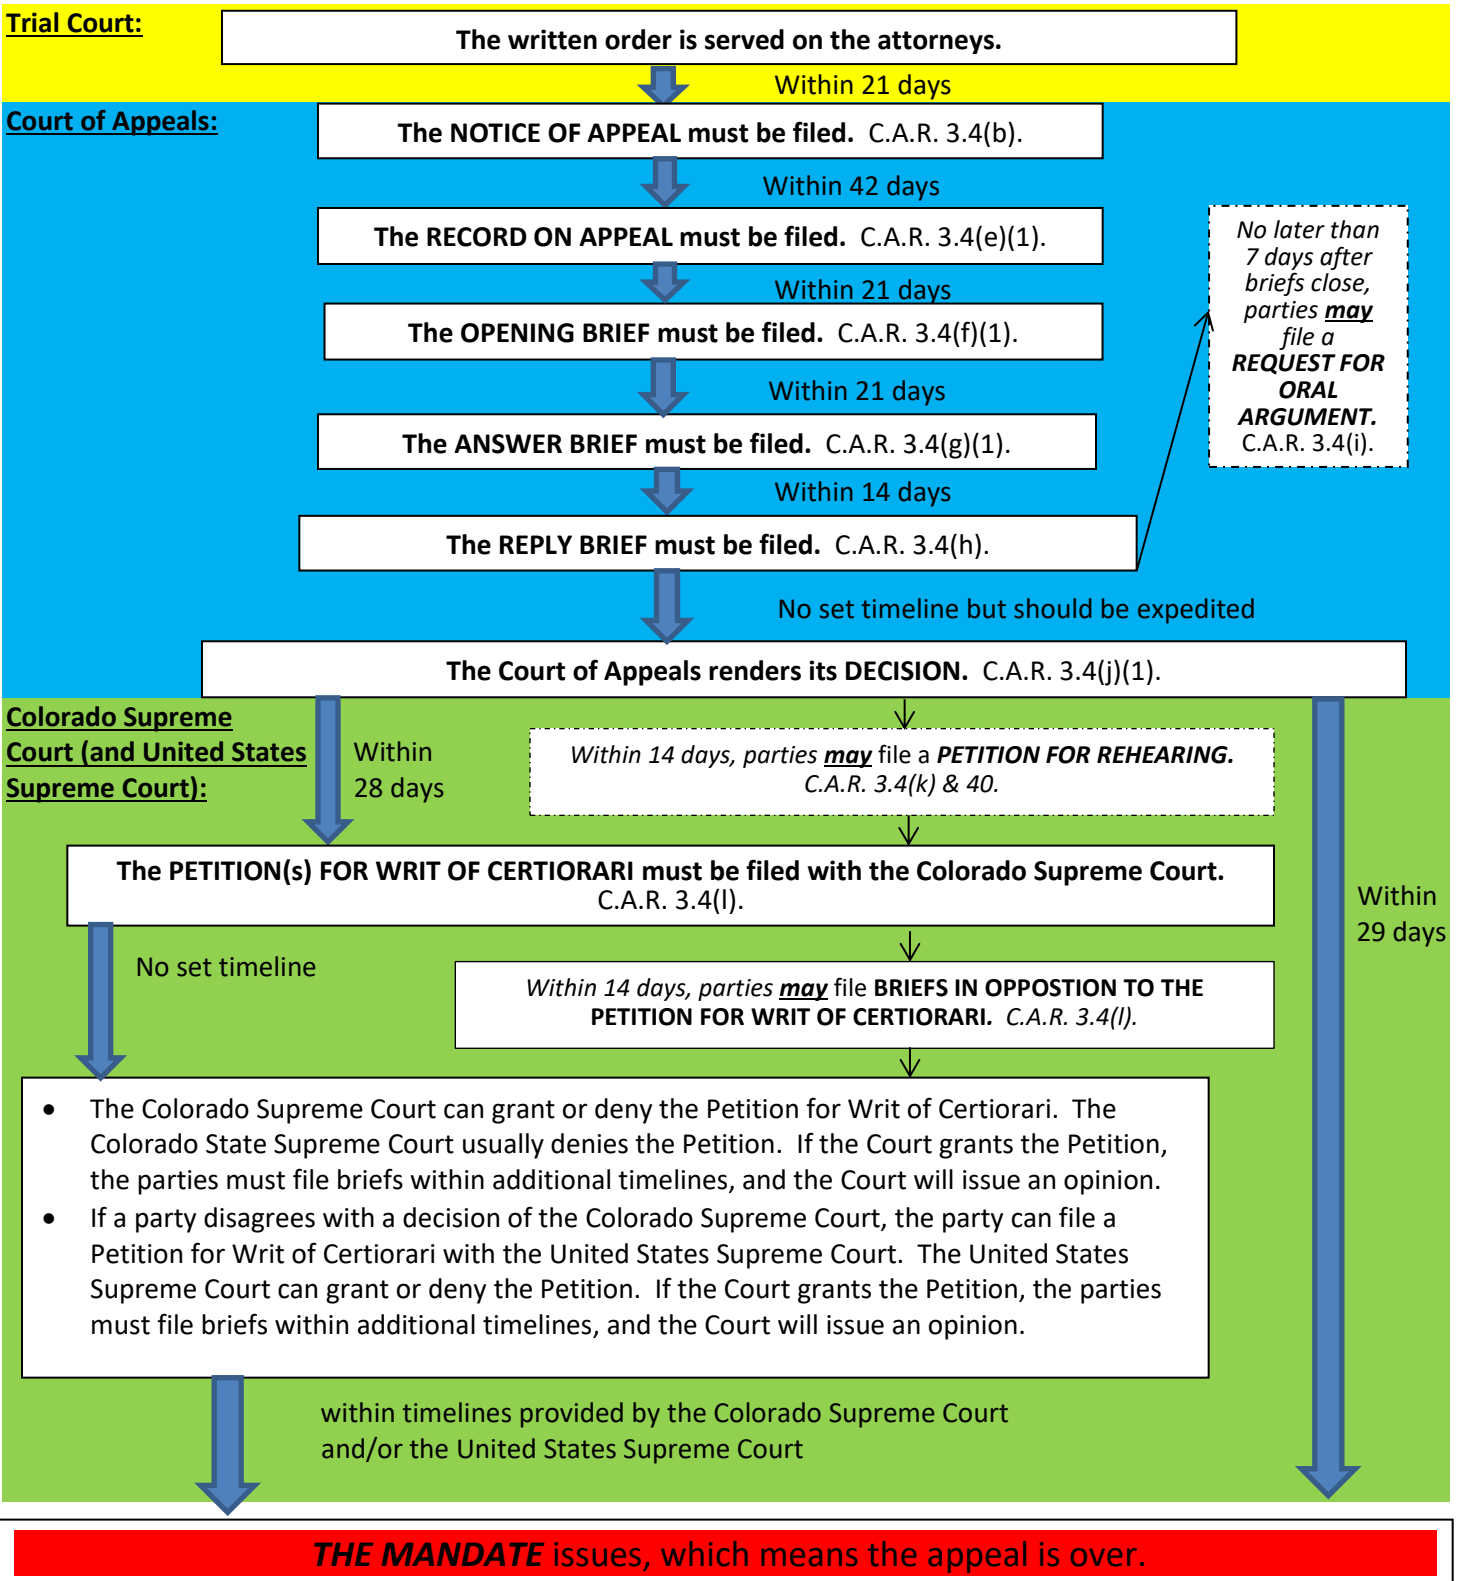 Trial Court:
The written order is served on the attorneys.
Within 21 days
Court of Appeals:
The NOTICE OF APPEAL must be filed. C.A.R. 3.4(b).
Within 42 days
The RECORD ON APPEAL must be filed. C.A.R. 3.4(e)(1).
Within 21 days
The OPENING BRIEF must be filed. C.A.R. 3.4(f)(1).
Within 21 days
The ANSWER BRIEF must be filed. C.A.R. 3.4(g)(1).
Within 14 days
The REPLY BRIEF must be filed. C.A.R. 3.4(h).
No later than
7 days after
briefs close,
parties may
file a
REQUEST FOR
ORAL
ARGUMENT.
C.A.R. 3.4(i).
No set timeline but should be expedited
The Court of Appeals renders its DECISION. C.A.R. 3.4(j)(1).
Colorado Supreme
Court (and United States
Supreme Court):
Within
28 days
Within 14 days, parties may file a PETITION FOR REHEARING.
C.A.R. 3.4(k) & 40.
The PETITION(s) FOR WRIT OF CERTIORARI must be filed with the Colorado Supreme Court.
C.A.R. 3.4(l).
Within
29 days
No set timeline
Within 14 days, parties may file BRIEFS IN OPPOSTION TO THE
PETITION FOR WRIT OF CERTIORARI. C.A.R. 3.4(l).
• The Colorado Supreme Court can grant or deny the Petition for Writ of Certiorari. The
Colorado State Supreme Court usually denies the Petition. If the Court grants the Petition,
the parties must file briefs within additional timelines, and the Court will issue an opinion.
• If a party disagrees with a decision of the Colorado Supreme Court, the party can file a
Petition for Writ of Certiorari with the United States Supreme Court. The United States
Supreme Court can grant or deny the Petition. If the Court grants the Petition, the parties
must file briefs within additional timelines, and the Court will issue an opinion.
within timelines provided by the Colorado Supreme Court
and/or the United States Supreme Court
THE MANDATE issues, which means the appeal is over.